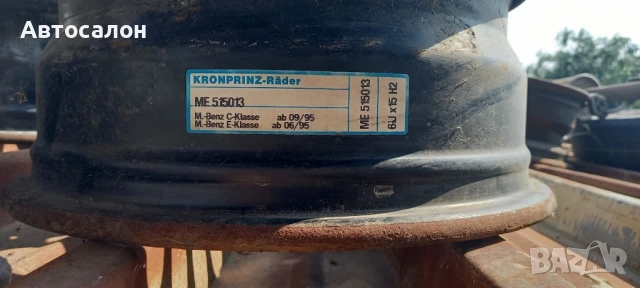 Автосалон
KRONPRINZ-Räder
ME 515013
M.-Benz C-Klasse ab 09/95
M.-Benz E-Klasse ab 06/95
ME 515013
6J x 15 H2
BAZAR